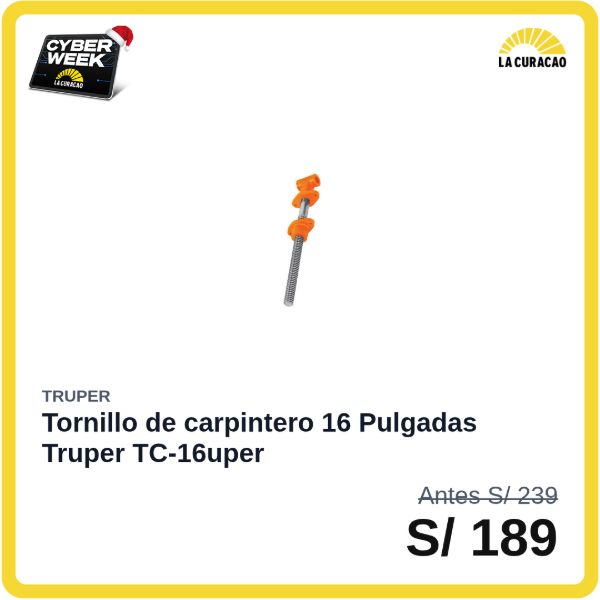 CYBER
WEEK
LA CURACAO
LA CURACAO
TRUPER
Tornillo de carpintero 16 Pulgadas
Truper TC-16uper
Antes S/ 239
S/ 189